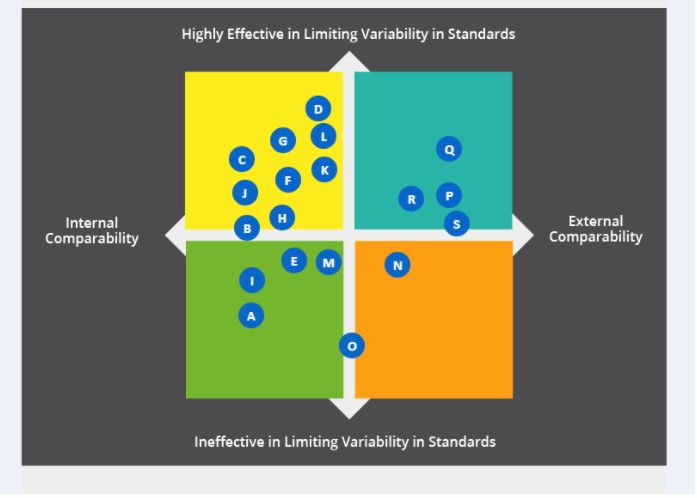 Highly Effective in Limiting Variability in Standards
D
G
L
C
Q
K
F
J
R
P
H
B
S
Internal
Comparability
External
Comparability
E
M
N
I
A
O
Ineffective in Limiting Variability in Standards